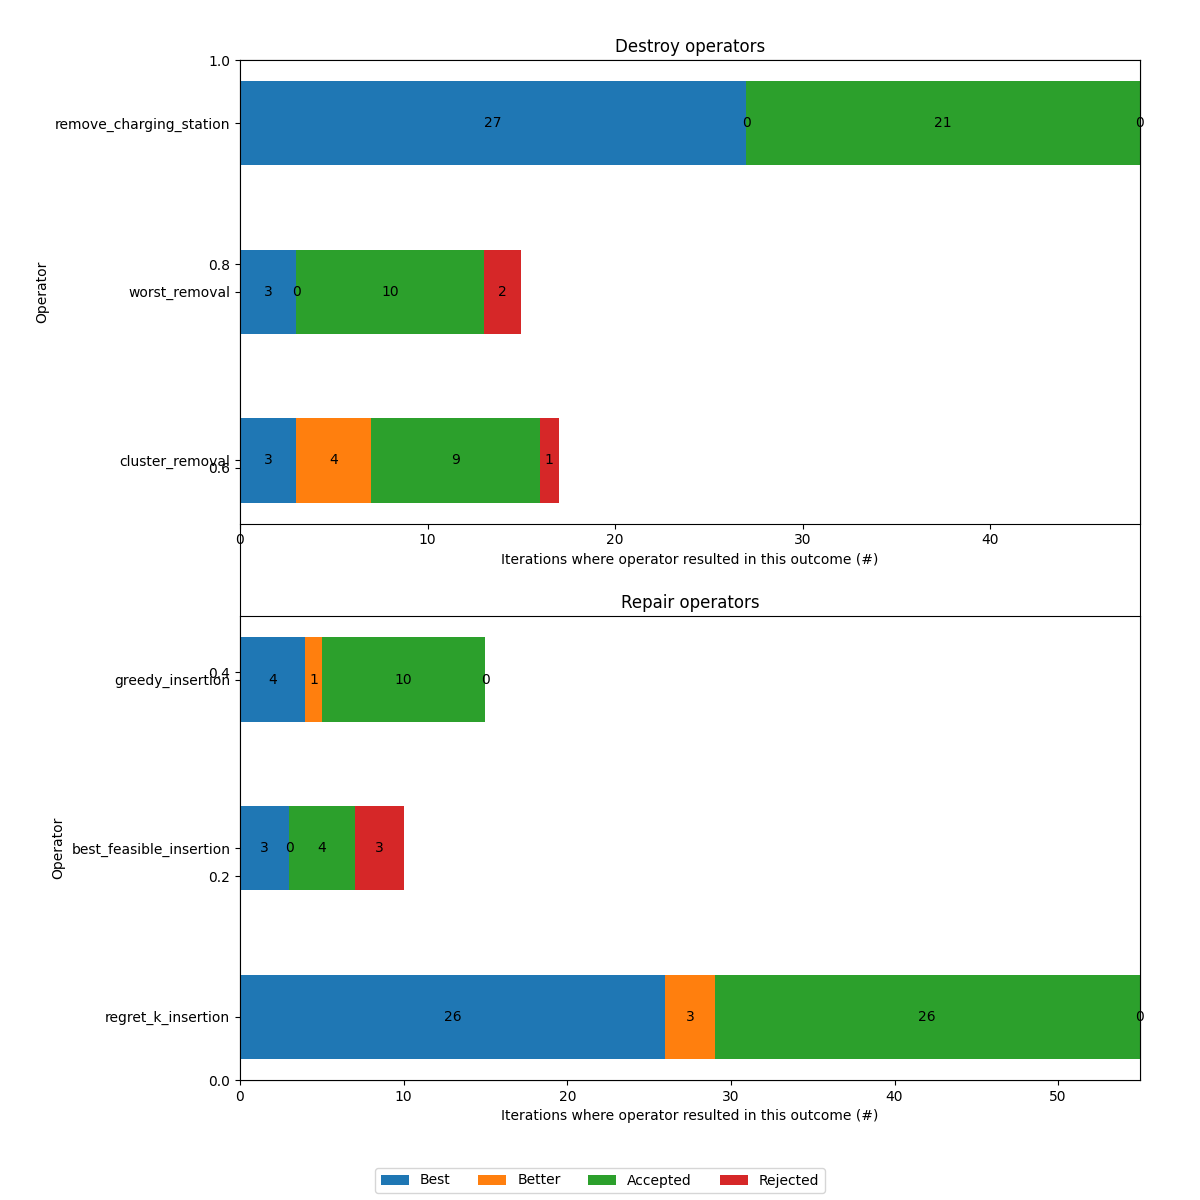 Destroy operators
1.0
remove_charging_station
27 0 21 0
0.8
Operator
worst_removal
3 0 10 2
cluster_removal
0.6
3 4 9 1
0 10 20 30 40
Iterations where operator resulted in this outcome (#)
Repair operators
0.4
greedy_insertion
4 1 10 0
Operator
best_feasible_insertion
3 0 4 3
0.2
regret_k_insertion
26 3 26 0
0.0
0 10 20 30 40 50
Iterations where operator resulted in this outcome (#)
Best Better Accepted Rejected